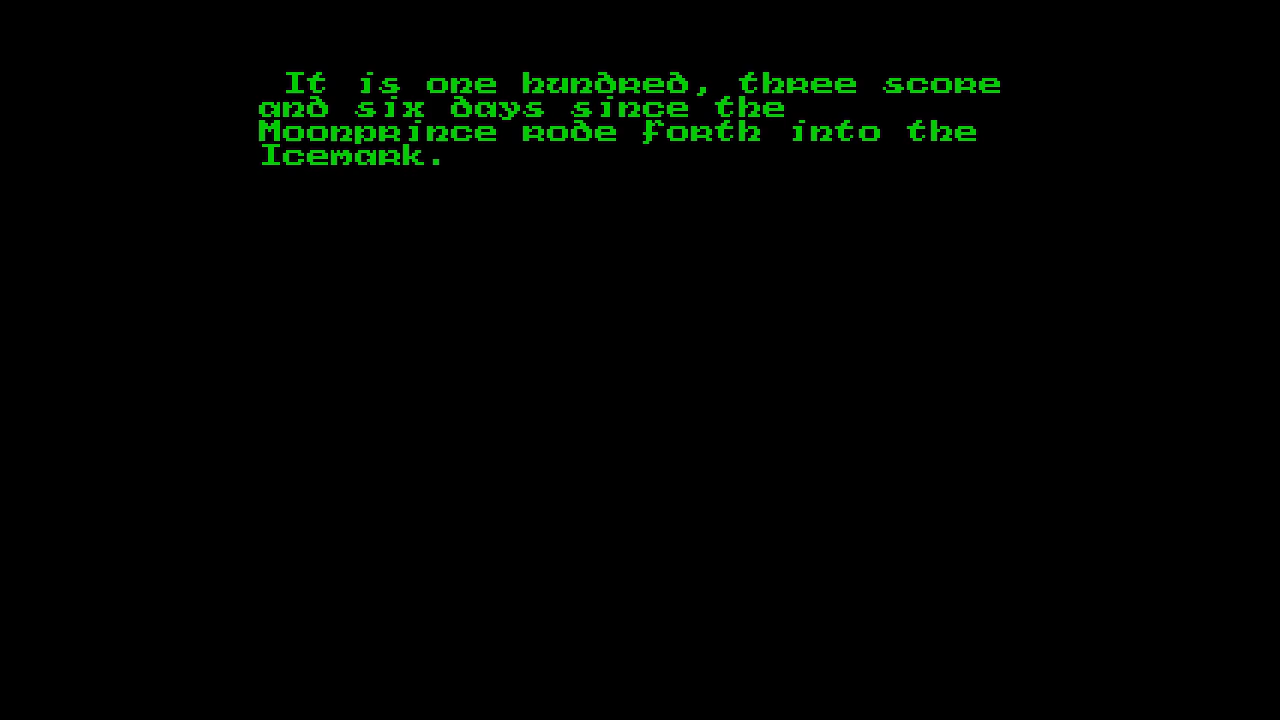 It is one hundred, three score
and six days since the
Moonprince rode forth into the
Icemark.